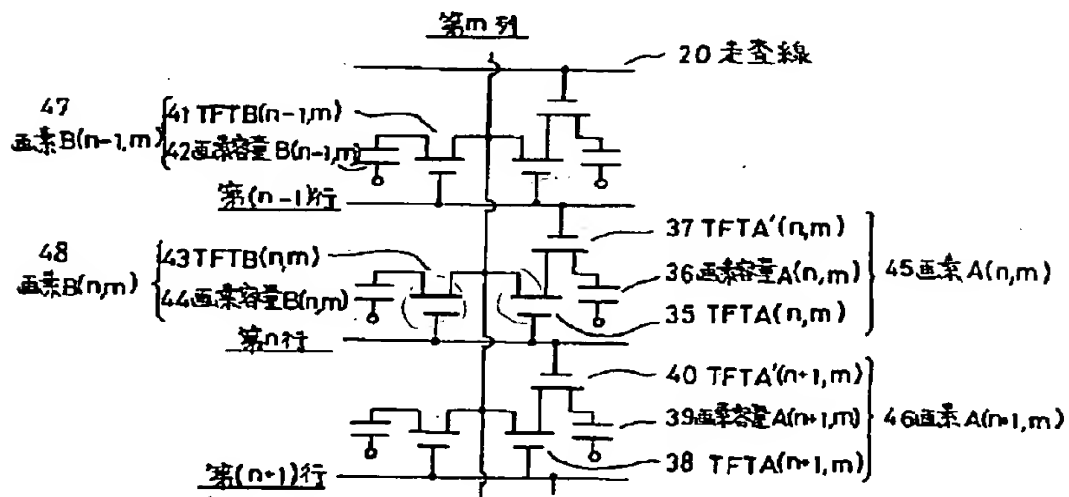 第m列
20 走査線
47
画素B(n-1,m)
41 TFTB(n-1,m)
42画素容量B(n-1,m)
第(n-1)行
37 TFTA'(n,m)
36画素容量A(n,m)
35 TFTA(n,m)
45画素A(n,m)
48
画素B(n,m)
43TFTB(n,m)
44画素容量B(n,m)
第n行
40 TFTA'(n+1,m)
39画素容量A(n+1,m)
38 TFTA(n+1,m)
46画素A(n+1,m)
第(n+1)行